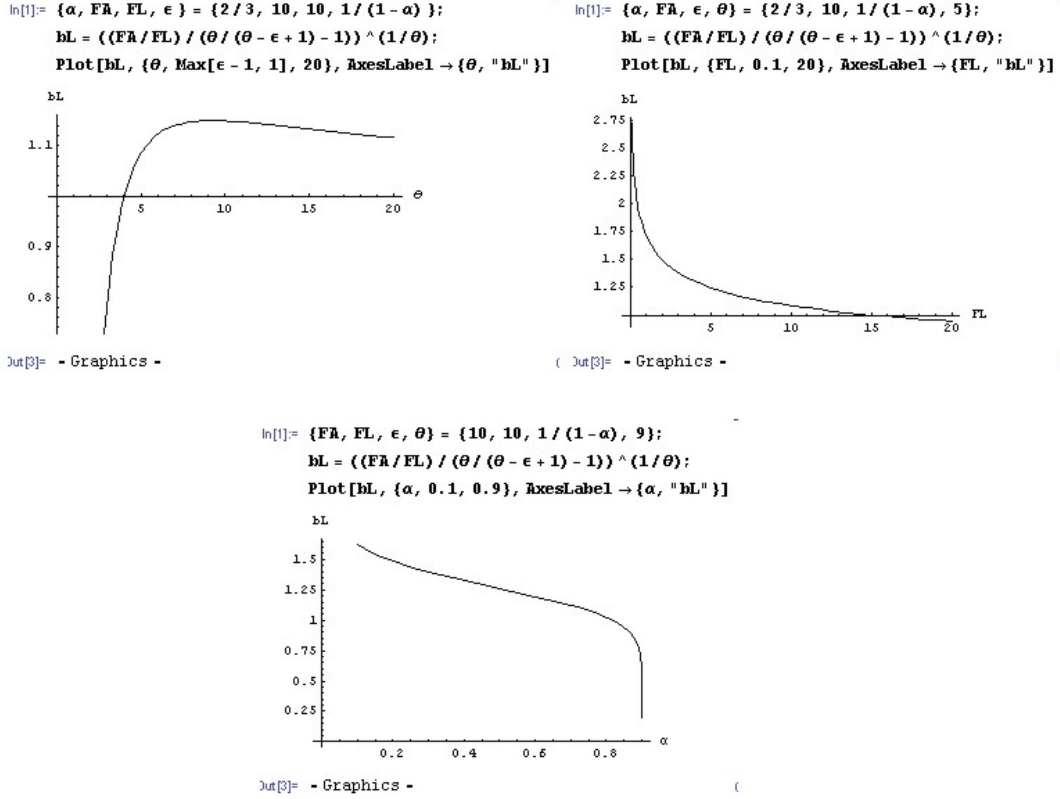 In[1]:= {α, FA, FL, ε } = {2/3, 10, 10, 1/(1-α) };
bL = ((FA/FL)/(θ/(θ-ε+1)-1))^(1/θ);
Plot[bL, {θ, Max[ε-1, 1], 20}, AxesLabel→{θ, "bL"}]
bL
1.1
0.9
0.8
5 10 15 20
θ
Out[3]= - Graphics -
In[1]:= {α, FA, ε, θ} = {2/3, 10, 1/(1-α), 5};
bL = ((FA/FL)/(θ/(θ-ε+1)-1))^(1/θ);
Plot[bL, {FL, 0.1, 20}, AxesLabel→{FL, "bL"}]
bL
2.75
2.5
2.25
2
1.75
1.5
1.25
5 10 15 20
FL
Out[3]= - Graphics -
In[1]:= {FA, FL, ε, θ} = {10, 10, 1/(1-α), 9};
bL = ((FA/FL)/(θ/(θ-ε+1)-1))^(1/θ);
Plot[bL, {α, 0.1, 0.9}, AxesLabel→{α, "bL"}]
bL
1.5
1.25
1
0.75
0.5
0.25
0.2 0.4 0.6 0.8
α
Out[3]= - Graphics -